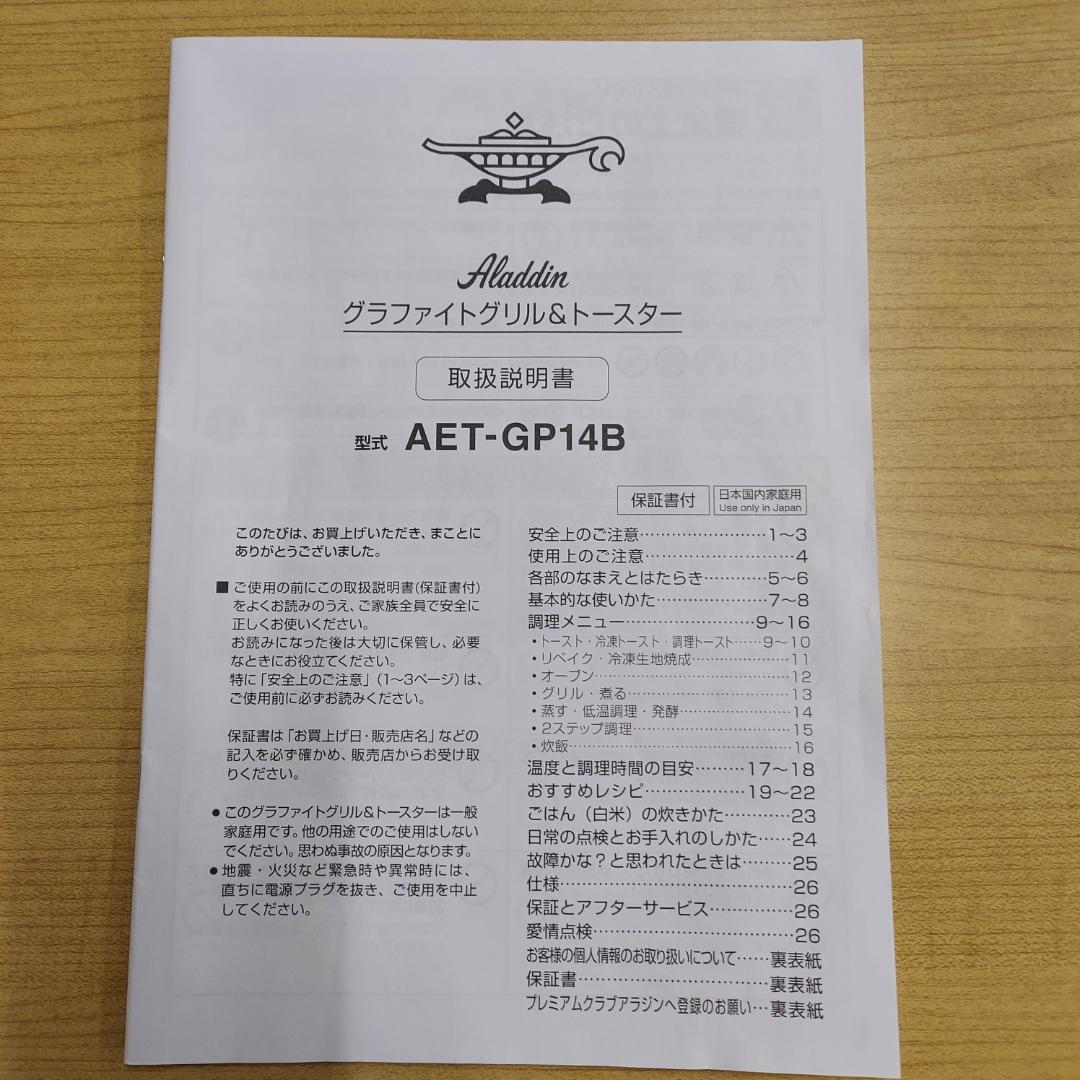 Aladdin
グラファイトグリル&トースター
取扱説明書
型式 AET-GP14B
保証書付
日本国内家庭用
Use only in Japan
このたびは、お買上げいただき、まことに
ありがとうございました。
■ ご使用の前にこの取扱説明書(保証書付)
をよくお読みのうえ、ご家族全員で安全に
正しくお使いください。
お読みになった後は大切に保管し、必要
なときにお役立てください。
特に「安全上のご注意」(1〜3ページ)は、
ご使用前に必ずお読みください。
保証書は「お買上げ日・販売店名」などの
記入を必ず確かめ、販売店からお受け取
りください。
● このグラファイトグリル&トースターは一般
家庭用です。他の用途でのご使用はしない
でください。思わぬ事故の原因となります。
● 地震・火災など緊急時や異常時には、
直ちに電源プラグを抜き、ご使用を中止
してください。
安全上のご注意……………………1〜3
使用上のご注意………………………4
各部のなまえとはたらき…………5〜6
基本的な使いかた…………………7〜8
調理メニュー……………………9〜16
・トースト・冷凍トースト・調理トースト……9〜10
・リベイク・冷凍生地焼成………………11
・オーブン………………………………12
・グリル・煮る…………………………13
・蒸す・低温調理・発酵…………………14
・2ステップ調理…………………………15
・炊飯……………………………………16
温度と調理時間の目安………17〜18
おすすめレシピ………………19〜22
ごはん(白米)の炊きかた…………23
日常の点検とお手入れのしかた……24
故障かな?と思われたときは………25
仕様……………………………………26
保証とアフターサービス……………26
愛情点検………………………………26
お客様の個人情報のお取り扱いについて……裏表紙
保証書………………………………裏表紙
プレミアムクラブアラジンへ登録のお願い…裏表紙